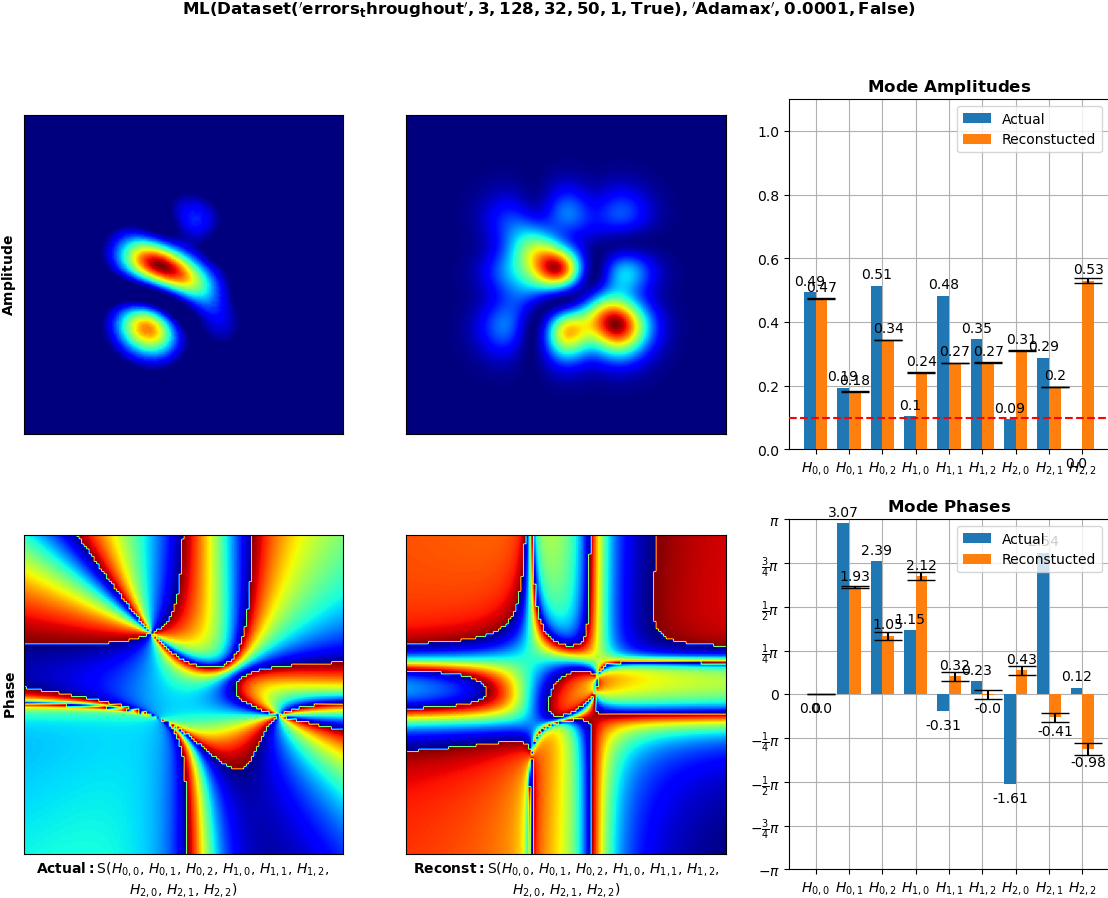 ML(Dataset('errors_throughout', 3, 128, 32, 50, 1, True), 'Adamax', 0.0001, False)
Amplitude
Mode Amplitudes
Actual
Reconstucted
1.0
0.8
0.6
0.4
0.2
0.0
0.49 0.47
0.19 0.18
0.51 0.34
0.1 0.24
0.48 0.27
0.35 0.27
0.09 0.31
0.29 0.2
0.0 0.53
H0,0 H0,1 H0,2 H1,0 H1,1 H1,2 H2,0 H2,1 H2,2
Phase
Mode Phases
Actual
Reconstucted
π
3/4π
1/2π
1/4π
0
−1/4π
−1/2π
−3/4π
−π
0.0 0.0
3.07 1.93
2.39 1.05
1.15 2.12
-0.31 0.32
0.23 -0.0
-1.61 0.43
-0.41
0.12 -0.98
H0,0 H0,1 H0,2 H1,0 H1,1 H1,2 H2,0 H2,1 H2,2
Actual: S(H0,0, H0,1, H0,2, H1,0, H1,1, H1,2,
H2,0, H2,1, H2,2)
Reconst: S(H0,0, H0,1, H0,2, H1,0, H1,1, H1,2,
H2,0, H2,1, H2,2)